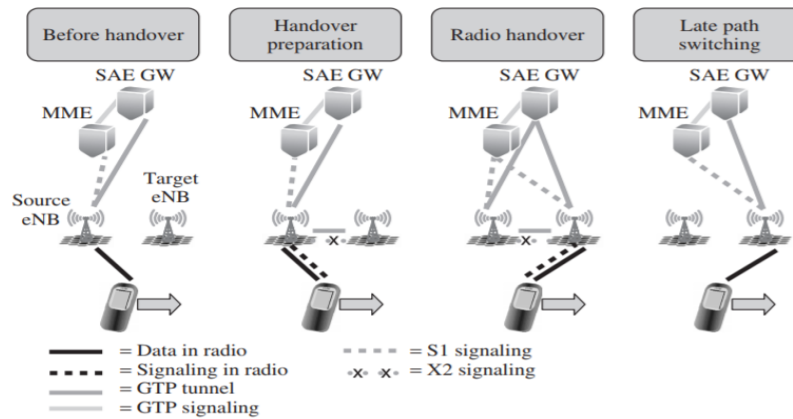 Before handover
Handover
preparation
Radio handover
Late path
switching
SAE GW
SAE GW
SAE GW
SAE GW
MME
MME
MME
MME
Source
eNB
Target
eNB
x
x
= Data in radio
= Signaling in radio
= GTP tunnel
= GTP signaling
= S1 signaling
x x = X2 signaling